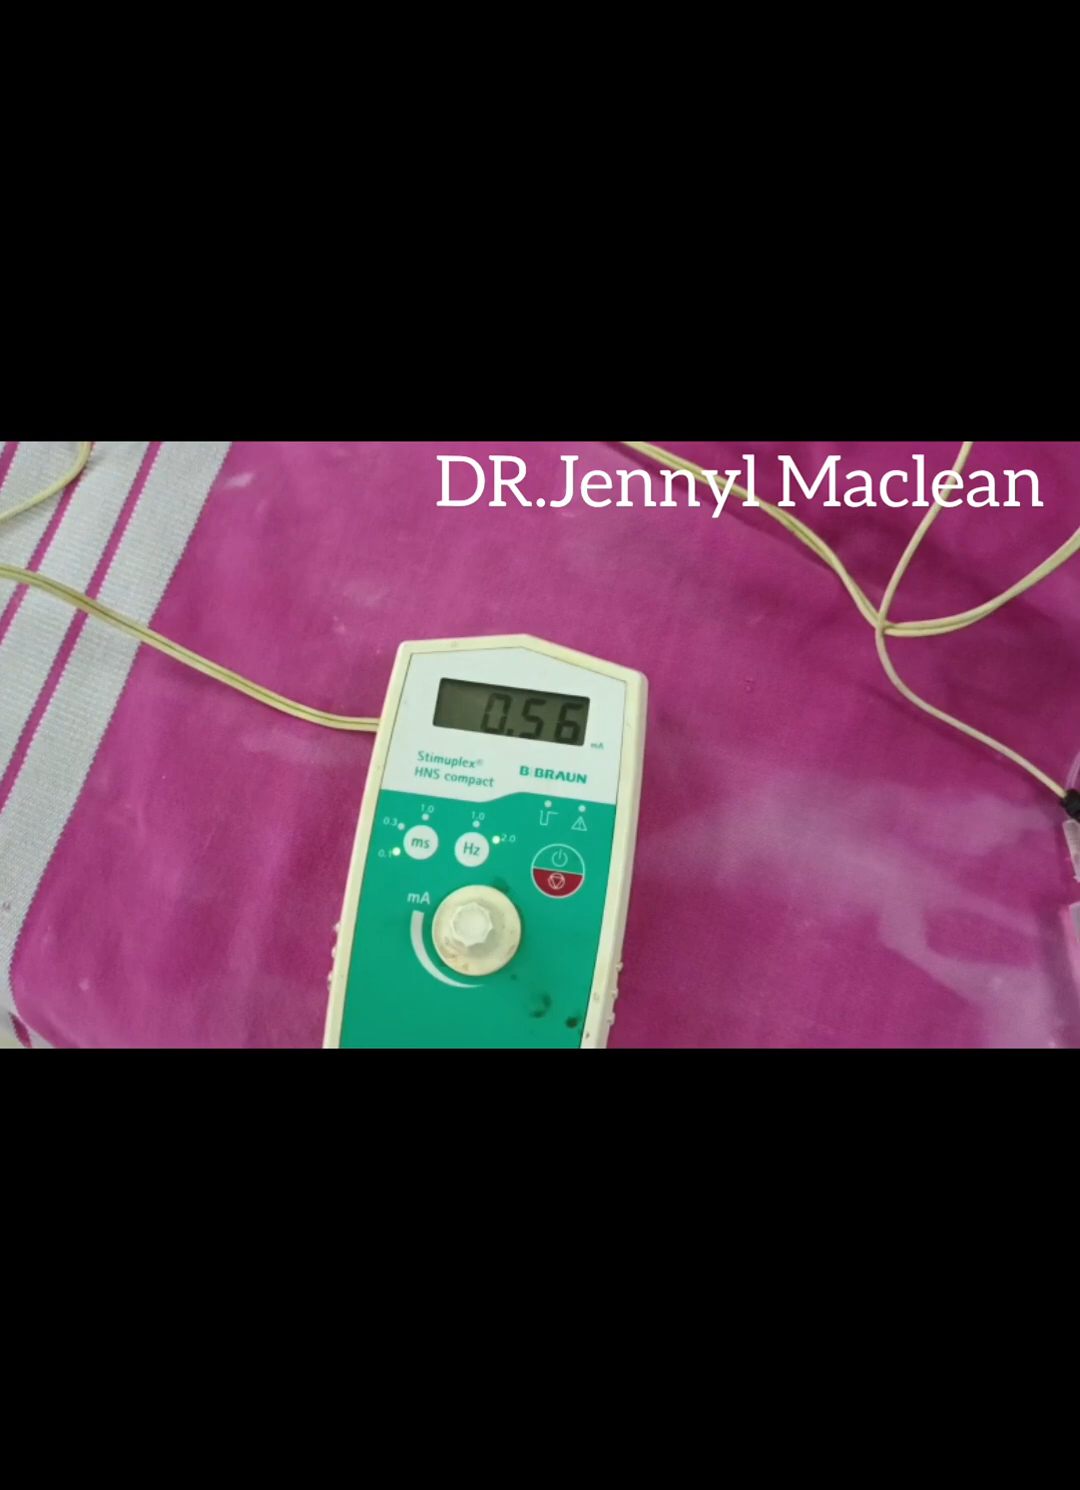 DR.Jennyl Maclean
0.56
mA
Stimuplex®
HNS compact
B|BRAUN
1.0
1.0
0.3
2.0
ms
Hz
0.1
mA